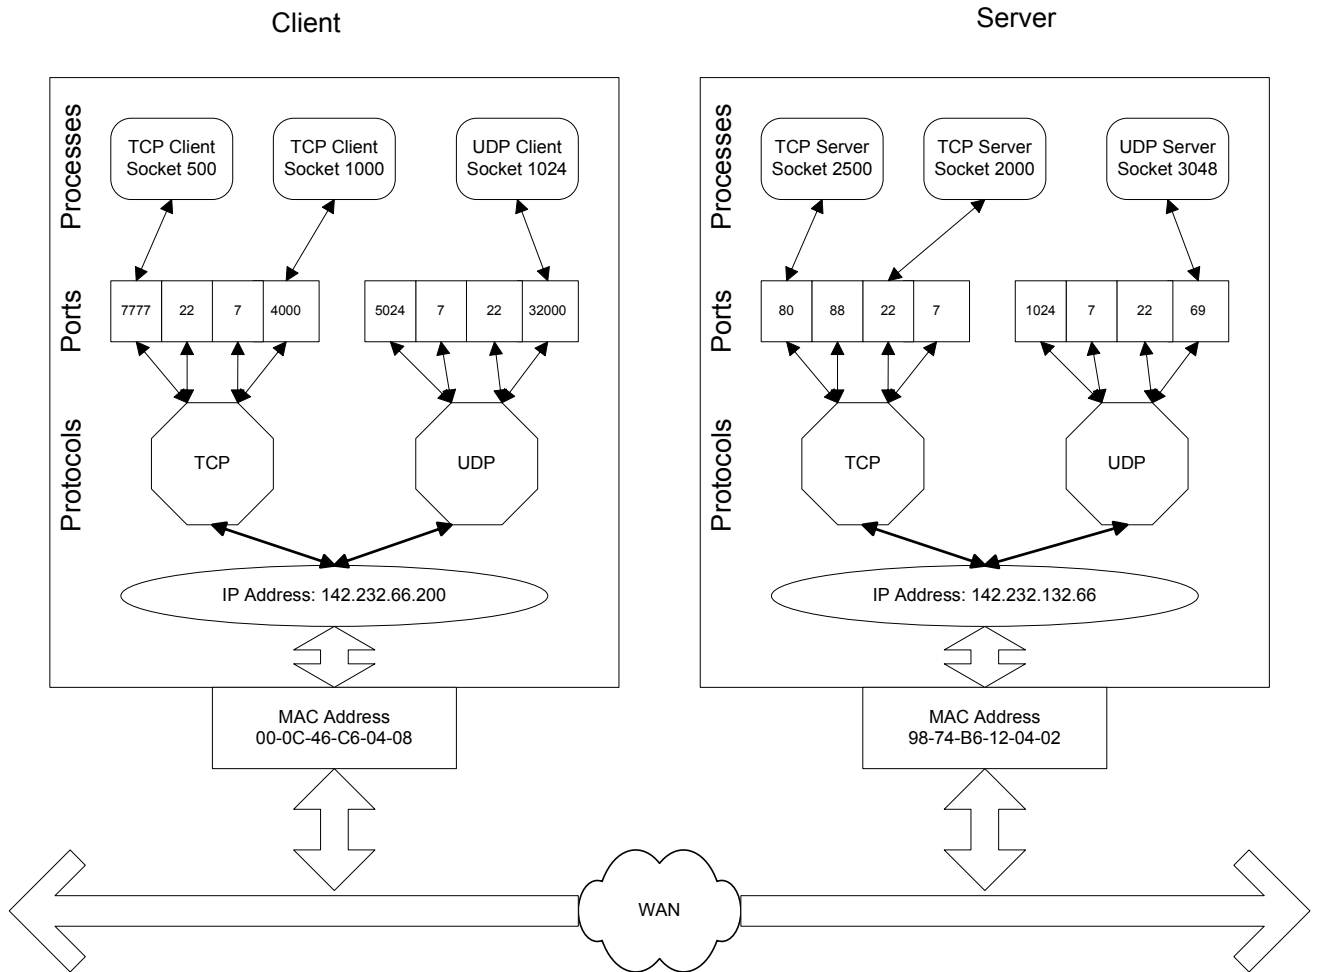 Client
Server
Processes
TCP Client
Socket 500
TCP Client
Socket 1000
UDP Client
Socket 1024
Ports
7777
22
7
4000
5024
7
22
32000
Protocols
TCP
UDP
IP Address: 142.232.66.200
MAC Address
00-0C-46-C6-04-08
Processes
TCP Server
Socket 2500
TCP Server
Socket 2000
UDP Server
Socket 3048
Ports
80
88
22
7
1024
7
22
69
Protocols
TCP
UDP
IP Address: 142.232.132.66
MAC Address
98-74-B6-12-04-02
WAN